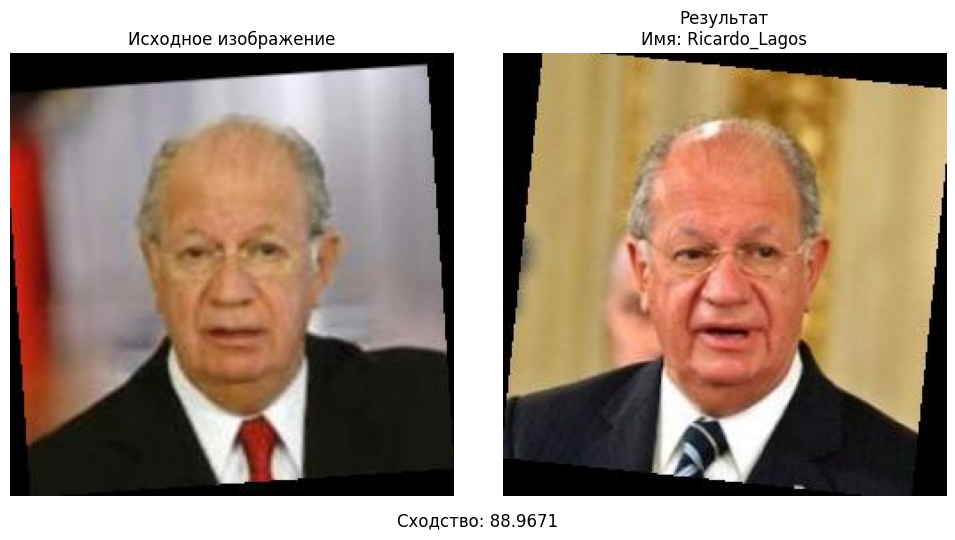 Исходное изображение
Результат
Имя: Ricardo_Lagos
Сходство: 88.9671